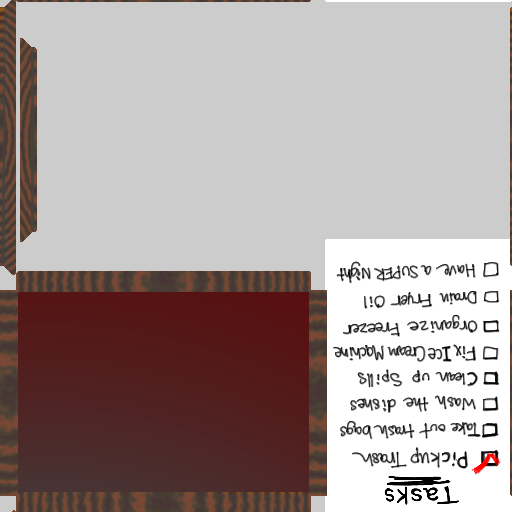 Tasks
Pickup Trash
Take out trash bags
Wash the dishes
Clean up Spills
Fix Ice Cream Machine
Organize Freezer
Drain Fryer Oil
Have a SUPER Night